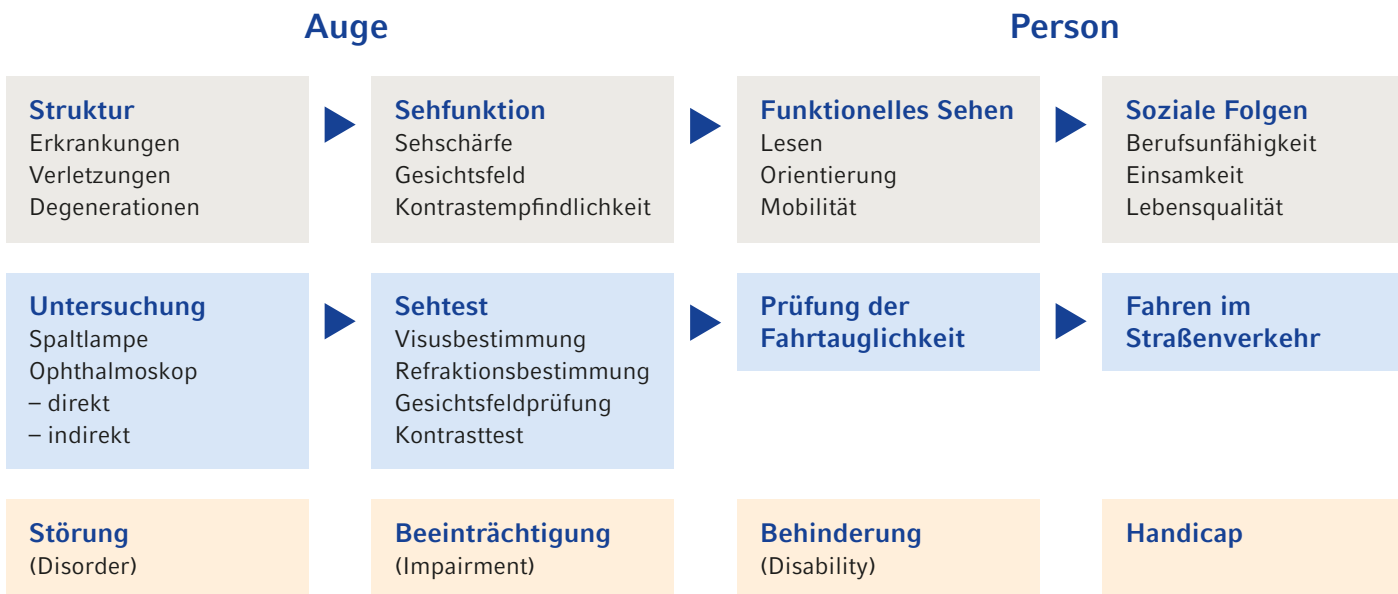 Auge
Person
Struktur
Erkrankungen
Verletzungen
Degenerationen
Sehfunktion
Sehschärfe
Gesichtsfeld
Kontrastempfindlichkeit
Funktionelles Sehen
Lesen
Orientierung
Mobilität
Soziale Folgen
Berufsunfähigkeit
Einsamkeit
Lebensqualität
Untersuchung
Spaltlampe
Ophthalmoskop
– direkt
– indirekt
Sehtest
Visusbestimmung
Refraktionsbestimmung
Gesichtsfeldprüfung
Kontrasttest
Prüfung der
Fahrtauglichkeit
Fahren im
Straßenverkehr
Störung
(Disorder)
Beeinträchtigung
(Impairment)
Behinderung
(Disability)
Handicap